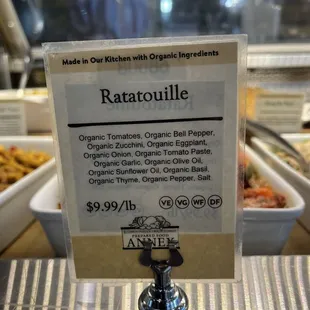 Made in Our Kitchen with Organic Ingredients
Ratatouille
Organic Tomatoes, Organic Bell Pepper,
Organic Zucchini, Organic Eggplant,
Organic Onion, Organic Tomato Paste,
Organic Garlic, Organic Olive Oil,
Organic Sunflower Oil, Organic Basil,
Organic Thyme, Organic Pepper, Salt
$9.99/lb
VE VG WF DF
PREPARED FOOD
ANNEX